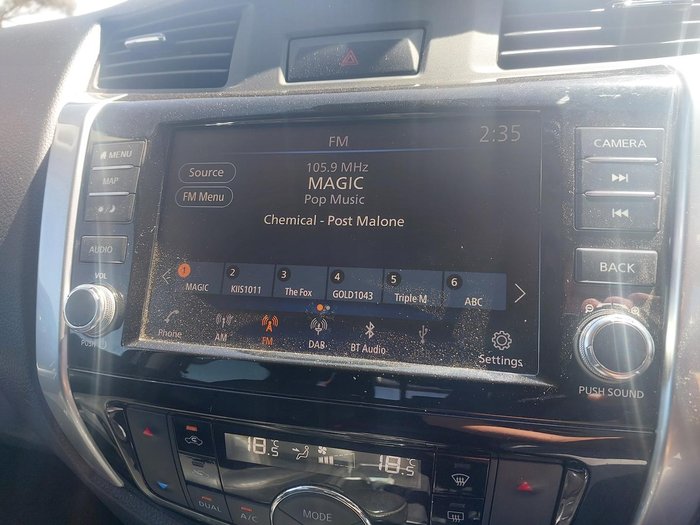 FM
2:35
MENU
MAP
AUDIO
VOL
PUSH
Source
FM Menu
105.9 MHz
MAGIC
Pop Music
Chemical - Post Malone
1 MAGIC
2 KIIS1011
3 The Fox
4 GOLD1043
5 Triple M
6 ABC
Phone
AM
FM
DAB
BT Audio
Settings
CAMERA
BACK
PUSH SOUND
18.5°C
18.5°C
DUAL
A/C
MODE